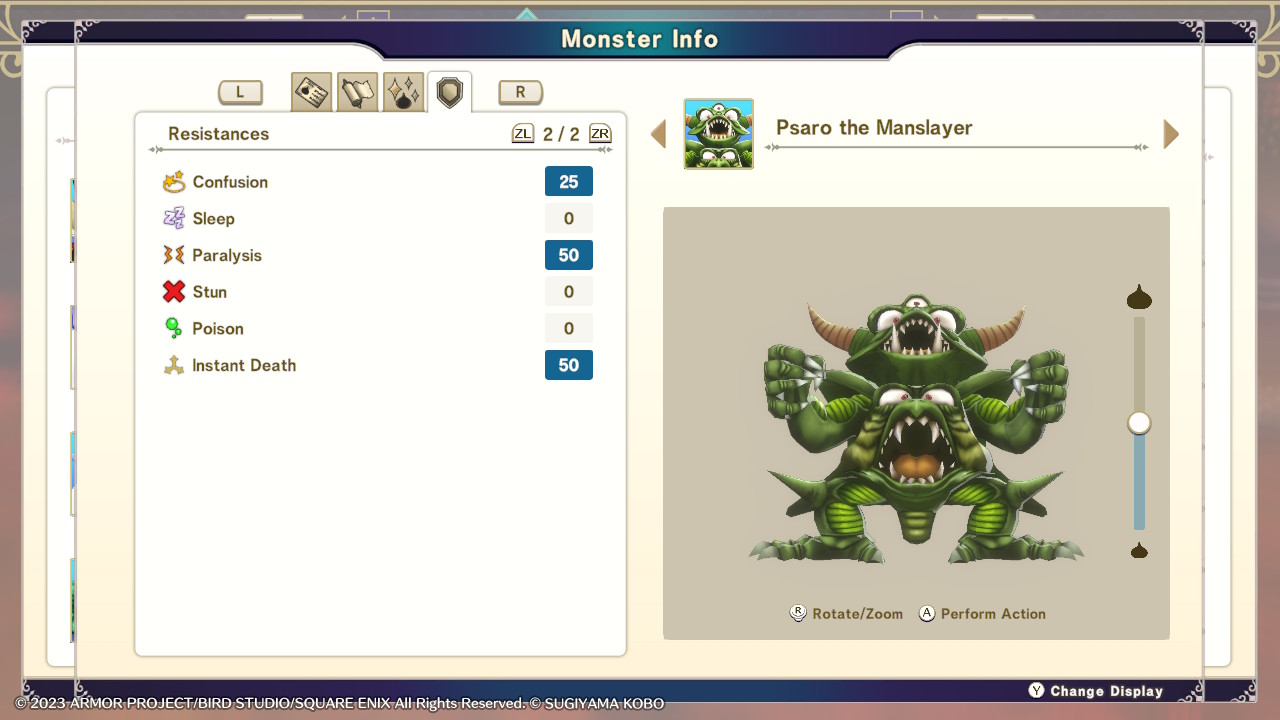 Monster Info
L
R
Resistances
ZL 2 / 2 ZR
Confusion 25
Sleep 0
Paralysis 50
Stun 0
Poison 0
Instant Death 50
Psaro the Manslayer
R Rotate/Zoom A Perform Action
Y Change Display
© 2023 ARMOR PROJECT/BIRD STUDIO/SQUARE ENIX All Rights Reserved. © SUGIYAMA KOBO